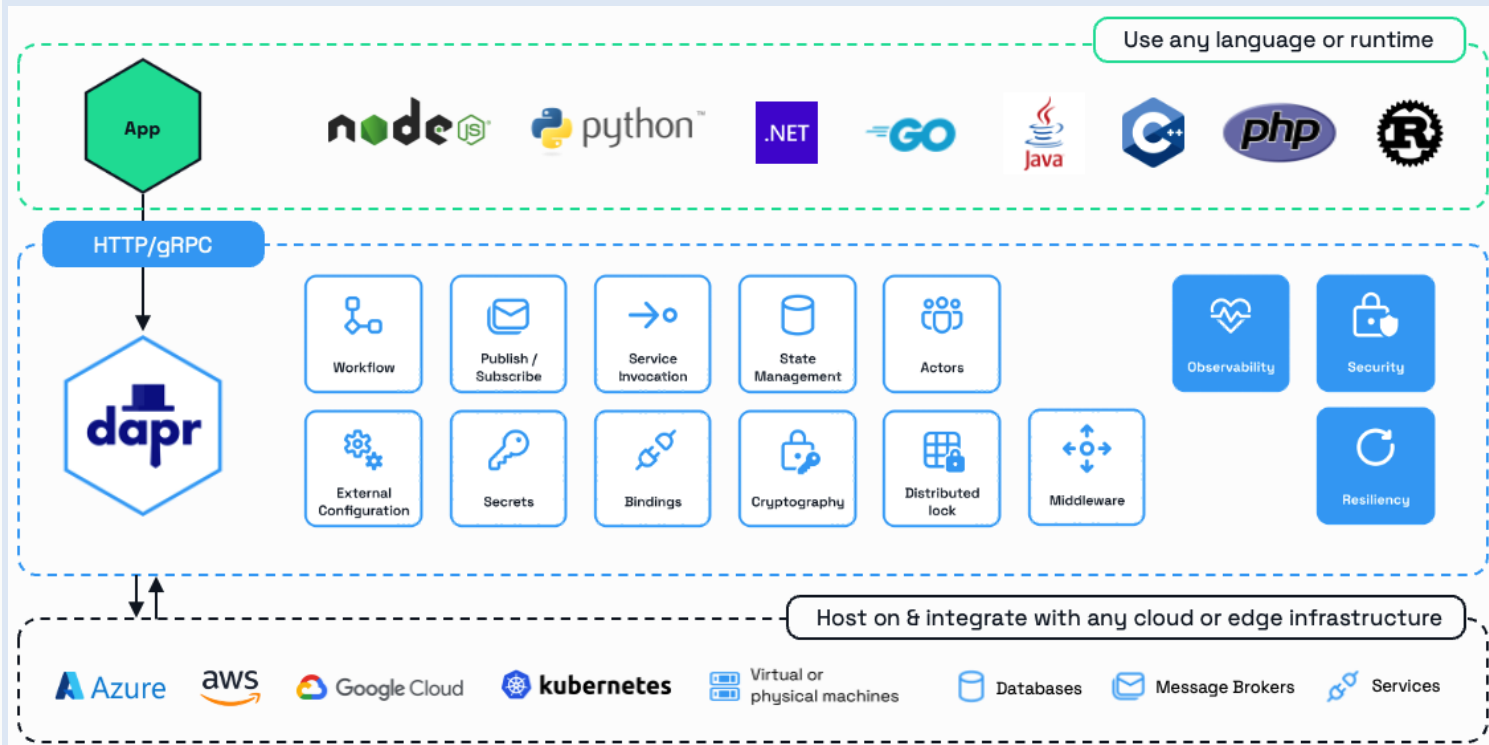 Use any language or runtime
App
node JS
python™
.NET
GO
Java
C++
php
R
HTTP/gRPC
Workflow
Publish /
Subscribe
Service
Invocation
State
Management
Actors
Observability
Security
dapr
External
Configuration
Secrets
Bindings
Cryptography
Distributed
lock
Middleware
Resiliency
Host on & integrate with any cloud or edge infrastructure
Azure
aws
Google Cloud
kubernetes
Virtual or
physical machines
Databases
Message Brokers
Services